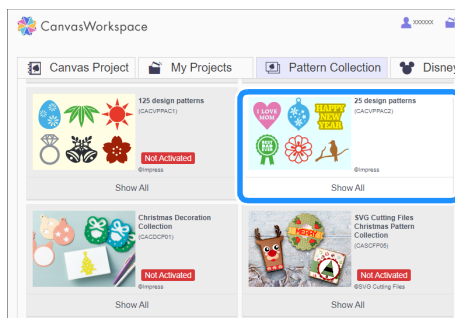 CanvasWorkspace
xxxxxx
Canvas Project
My Projects
Pattern Collection
Disney
125 design patterns
(CACVPPAC1)
Not Activated
©Impress
Show All
I LOVE
MOM
HAPPY
NEW
YEAR
25 design patterns
(CACVPPAC2)
©Impress
Show All
Christmas Decoration
Collection
(CACDCP01)
Not Activated
©Impress
Show All
MERRY
SVG Cutting Files
Christmas Pattern
Collection
(CASCFP05)
Not Activated
©SVG Cutting Files
Show All